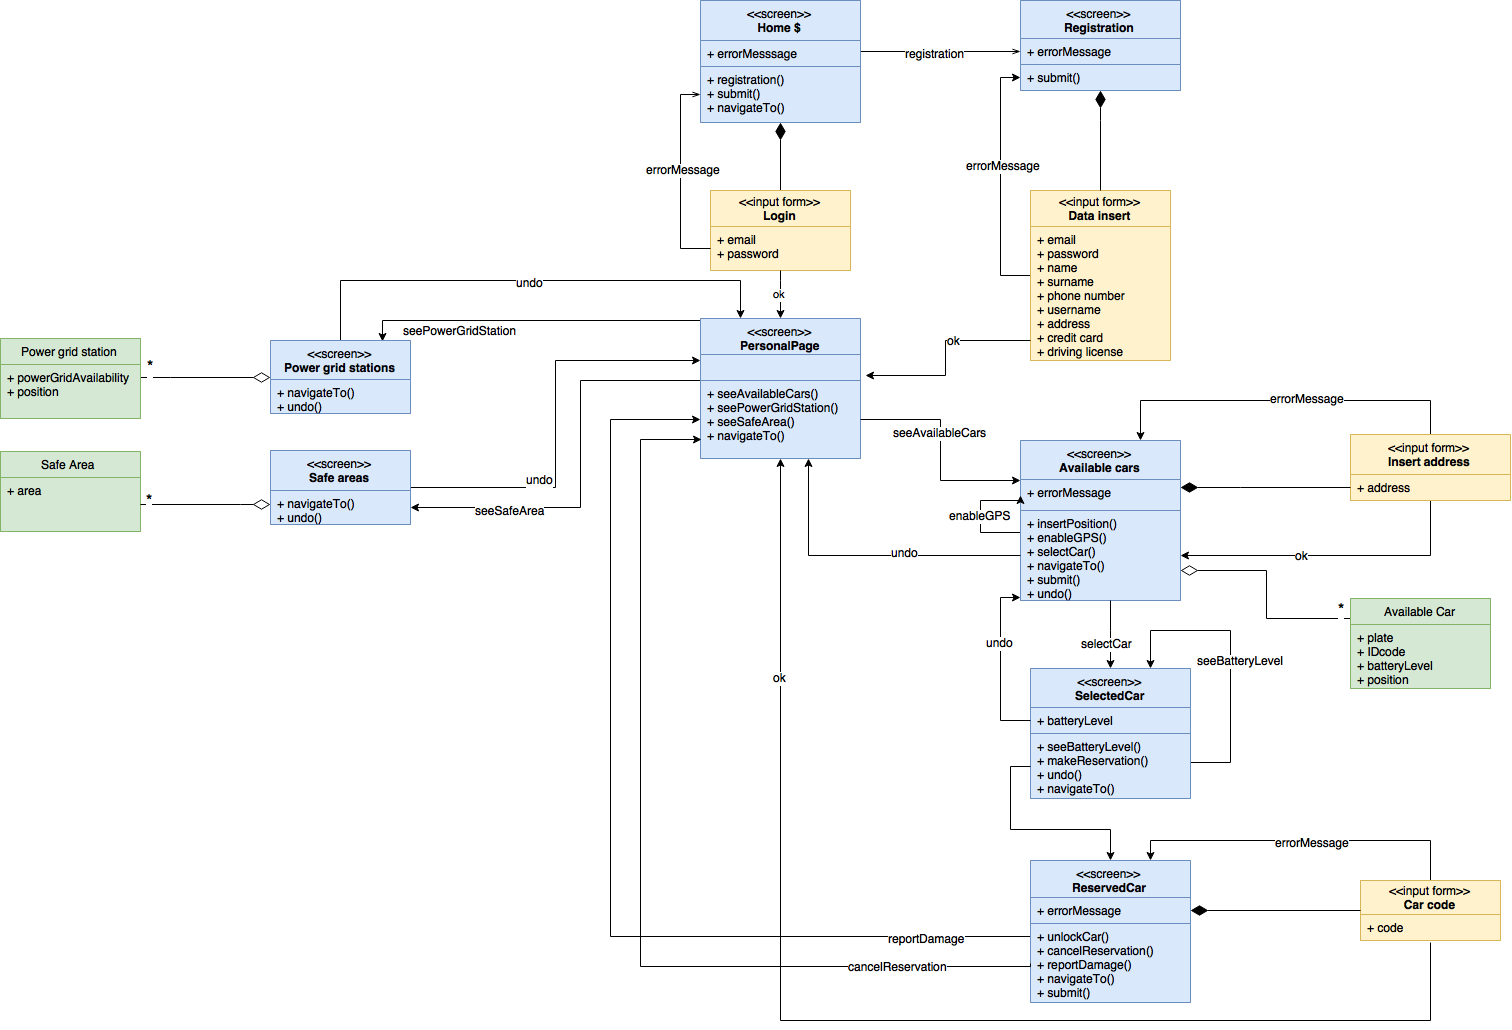 <<screen>>
Home $
+ errorMesssage
+ registration()
+ submit()
+ navigateTo()
registration
<<screen>>
Registration
+ errorMessage
+ submit()
errorMessage
<<input form>>
Login
+ email
+ password
ok
errorMessage
<<input form>>
Data insert
+ email
+ password
+ name
+ surname
+ phone number
+ username
+ address
+ credit card
+ driving license
ok
undo
seePowerGridStation
Power grid station
+ powerGridAvailability
+ position
*
<<screen>>
Power grid stations
+ navigateTo()
+ undo()
<<screen>>
PersonalPage
+ seeAvailableCars()
+ seePowerGridStation()
+ seeSafeArea()
+ navigateTo()
Safe Area
+ area
*
<<screen>>
Safe areas
+ navigateTo()
+ undo()
undo
seeSafeArea
seeAvailableCars
errorMessage
<<screen>>
Available cars
+ errorMessage
+ insertPosition()
+ enableGPS()
+ selectCar()
+ navigateTo()
+ submit()
+ undo()
enableGPS
undo
<<input form>>
Insert address
+ address
ok
*
Available Car
+ plate
+ IDcode
+ batteryLevel
+ position
undo
selectCar
seeBatteryLevel
<<screen>>
SelectedCar
+ batteryLevel
+ seeBatteryLevel()
+ makeReservation()
+ undo()
+ navigateTo()
ok
errorMessage
<<screen>>
ReservedCar
+ errorMessage
+ unlockCar()
+ cancelReservation()
+ reportDamage()
+ navigateTo()
+ submit()
<<input form>>
Car code
+ code
reportDamage
cancelReservation